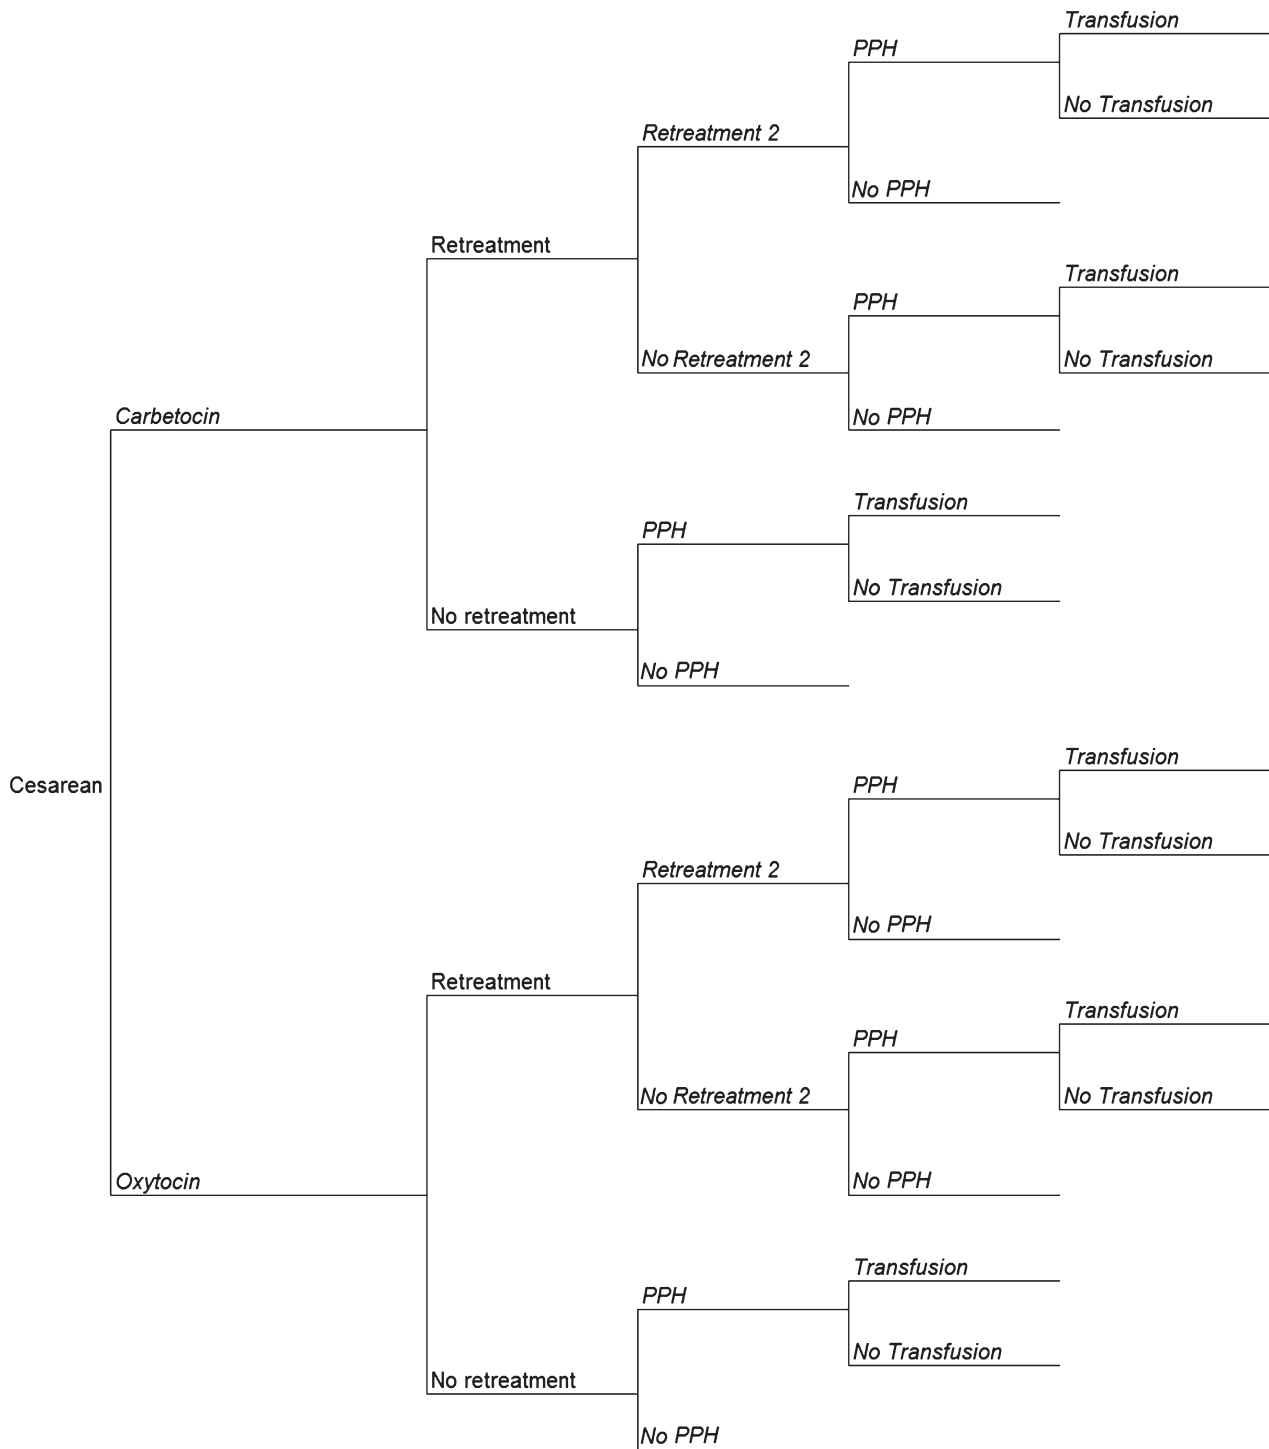 Transfusion
PPH
No Transfusion
Retreatment 2
No PPH
Retreatment
Transfusion
PPH
No Retreatment 2
No Transfusion
Carbetocin
No PPH
Transfusion
PPH
No Transfusion
No retreatment
No PPH
Transfusion
Cesarean
PPH
No Transfusion
Retreatment 2
No PPH
Retreatment
Transfusion
PPH
No Retreatment 2
No Transfusion
Oxytocin
No PPH
Transfusion
PPH
No Transfusion
No retreatment
No PPH